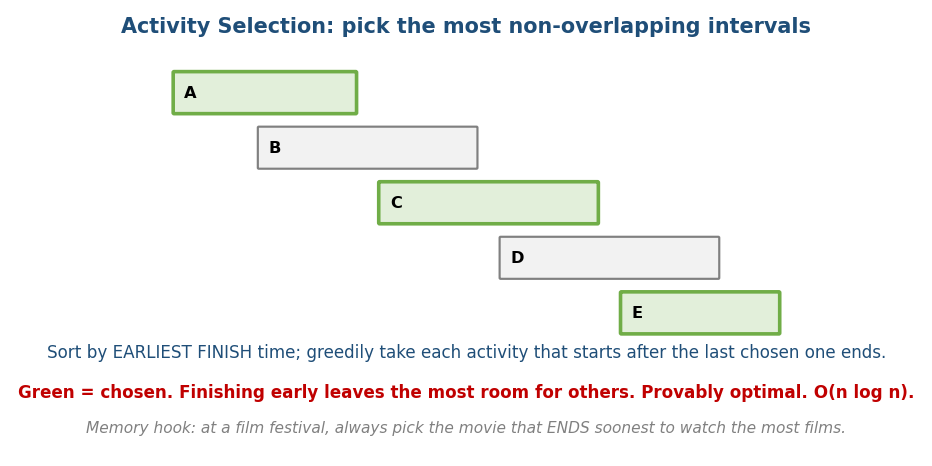 Activity Selection: pick the most non-overlapping intervals
A
B
C
D
E
Sort by EARLIEST FINISH time; greedily take each activity that starts after the last chosen one ends.
Green = chosen. Finishing early leaves the most room for others. Provably optimal. O(n log n).
Memory hook: at a film festival, always pick the movie that ENDS soonest to watch the most films.